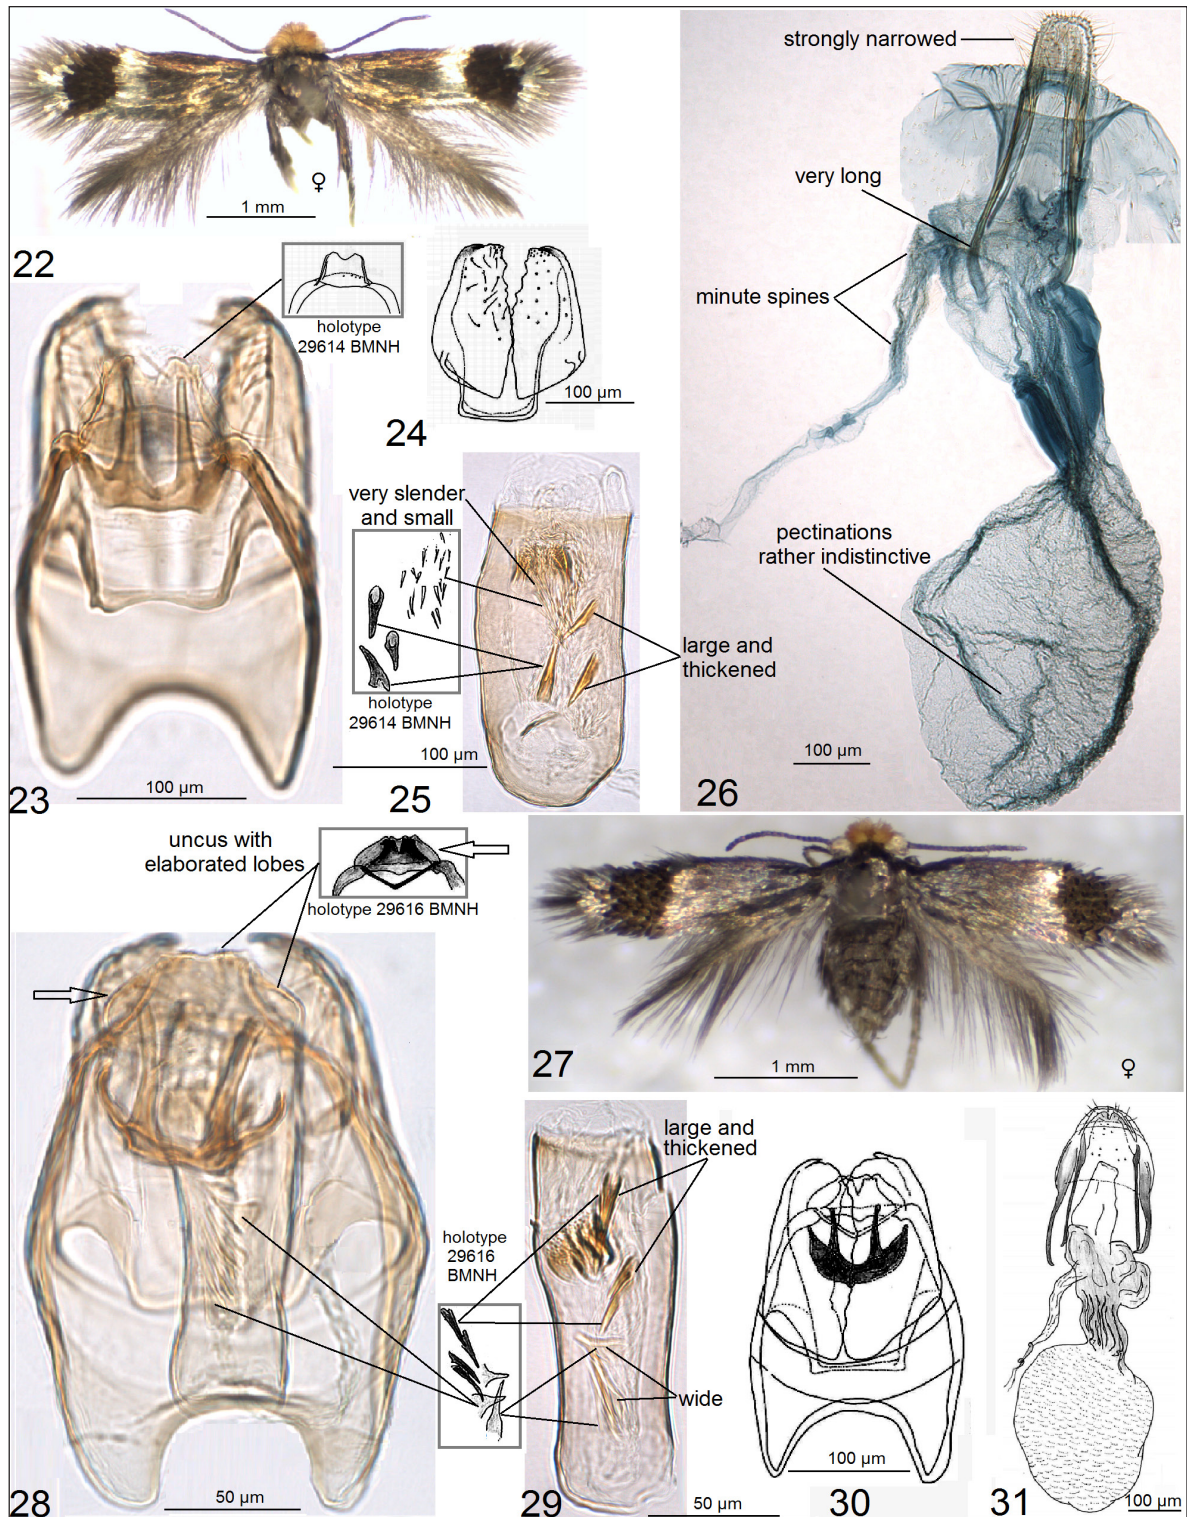 ♀
1 mm
22
holotype
29614 BMNH
23
100 µm
24
100 µm
very slender
and small
holotype
29614 BMNH
large and
thickened
100 µm
25
strongly narrowed
very long
minute spines
pectinations
rather indistinctive
100 µm
26
uncus with
elaborated lobes
holotype 29616 BMNH
27
1 mm
♀
28
50 µm
large and
thickened
holotype
29616
BMNH
wide
29
50 µm
100 µm
30
31
100 µm